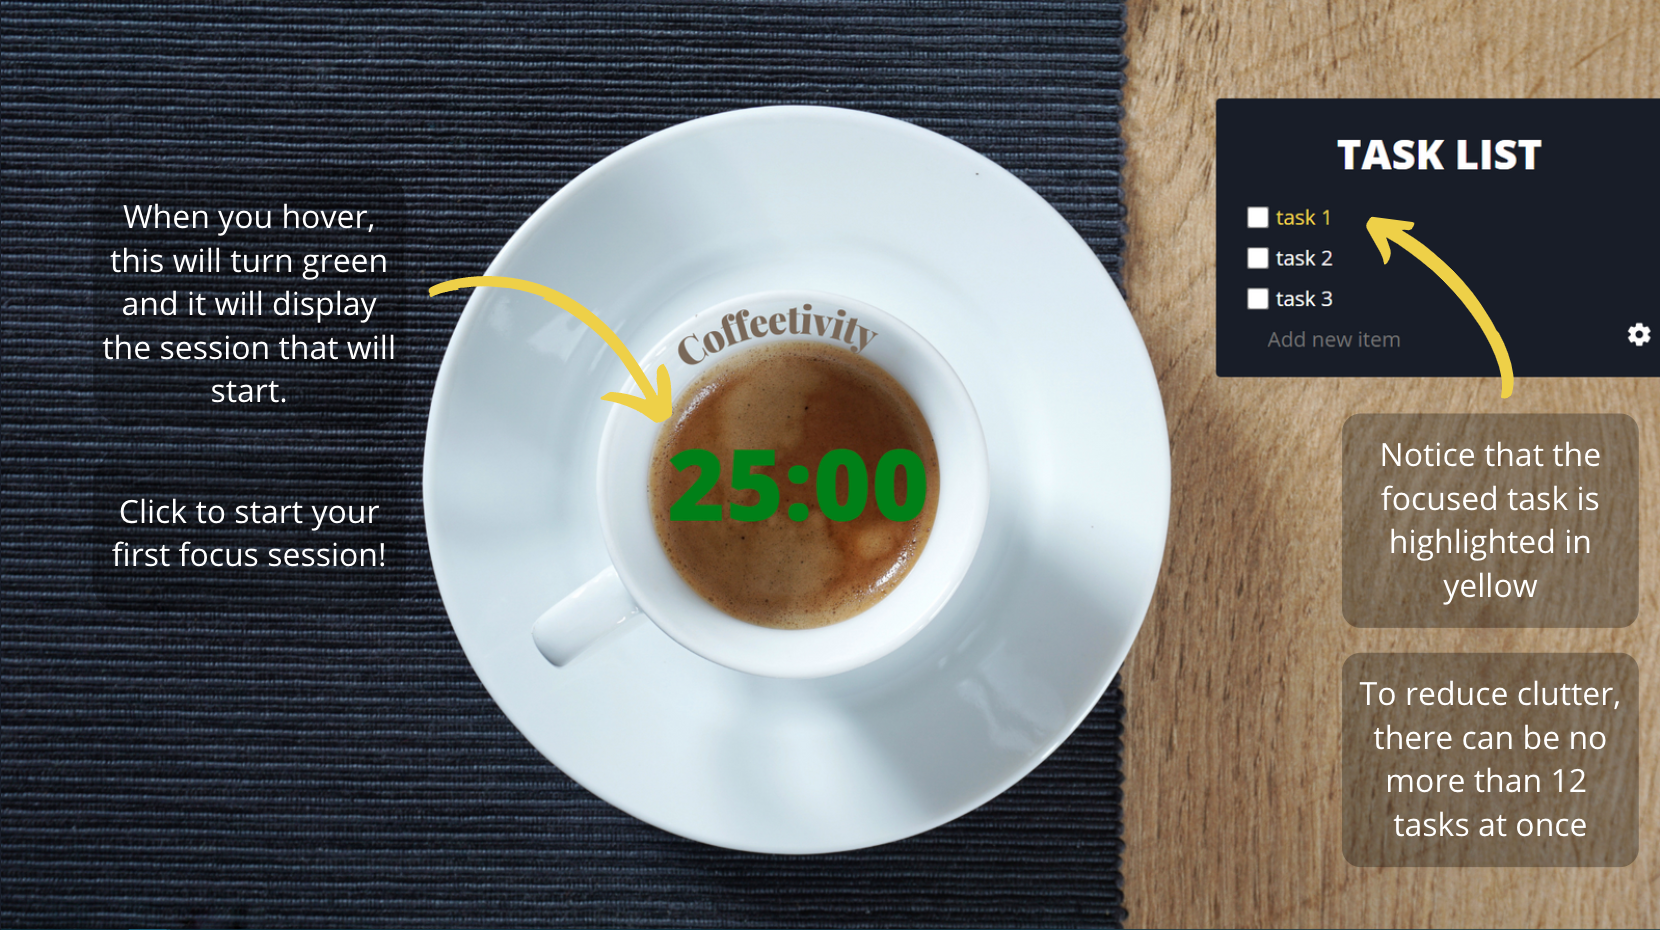 When you hover,
this will turn green
and it will display
the session that will
start.
Click to start your
first focus session!
Coffeetivity
25:00
TASK LIST
task 1
task 2
task 3
Add new item
Notice that the
focused task is
highlighted in
yellow
To reduce clutter,
there can be no
more than 12
tasks at once